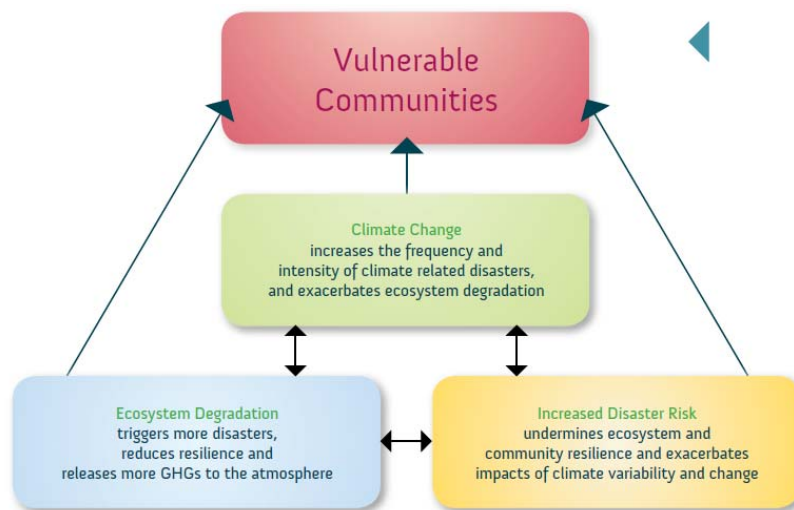 Vulnerable
Communities
Climate Change
increases the frequency and
intensity of climate related disasters,
and exacerbates ecosystem degradation
Ecosystem Degradation
triggers more disasters,
reduces resilience and
releases more GHGs to the atmosphere
Increased Disaster Risk
undermines ecosystem and
community resilience and exacerbates
impacts of climate variability and change